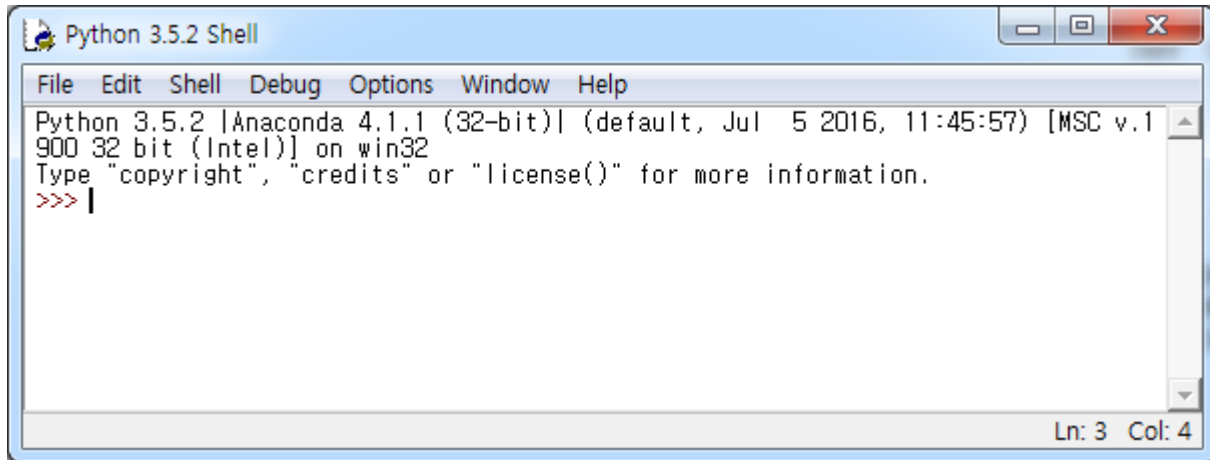 Python 3.5.2 Shell
File Edit Shell Debug Options Window Help
Python 3.5.2 |Anaconda 4.1.1 (32-bit)| (default, Jul  5 2016, 11:45:57) [MSC v.1
900 32 bit (Intel)] on win32
Type "copyright", "credits" or "license()" for more information.
>>>
Ln: 3 Col: 4